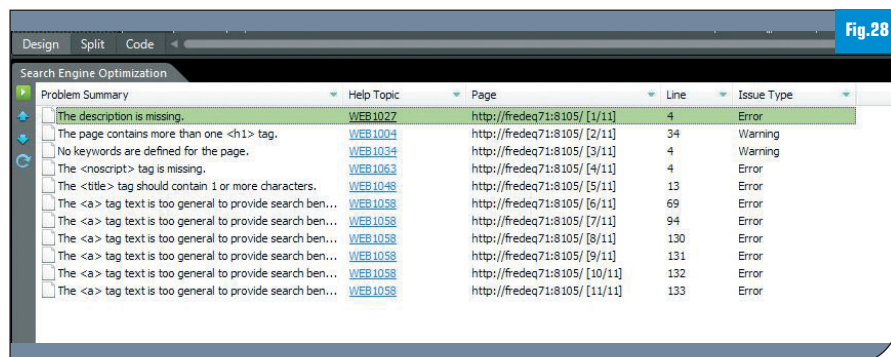 Fig.28
Design Split Code
Search Engine Optimization
Problem Summary Help Topic Page Line Issue Type
The description is missing. WEB1027 http://fredeq71:8105/ [1/11] 4 Error
The page contains more than one <h1> tag. WEB1004 http://fredeq71:8105/ [2/11] 34 Warning
No keywords are defined for the page. WEB1034 http://fredeq71:8105/ [3/11] 4 Warning
The <noscript> tag is missing. WEB1063 http://fredeq71:8105/ [4/11] 4 Error
The <title> tag should contain 1 or more characters. WEB1048 http://fredeq71:8105/ [5/11] 13 Error
The <a> tag text is too general to provide search ben... WEB1058 http://fredeq71:8105/ [6/11] 69 Error
The <a> tag text is too general to provide search ben... WEB1058 http://fredeq71:8105/ [7/11] 94 Error
The <a> tag text is too general to provide search ben... WEB1058 http://fredeq71:8105/ [8/11] 130 Error
The <a> tag text is too general to provide search ben... WEB1058 http://fredeq71:8105/ [9/11] 131 Error
The <a> tag text is too general to provide search ben... WEB1058 http://fredeq71:8105/ [10/11] 132 Error
The <a> tag text is too general to provide search ben... WEB1058 http://fredeq71:8105/ [11/11] 133 Error